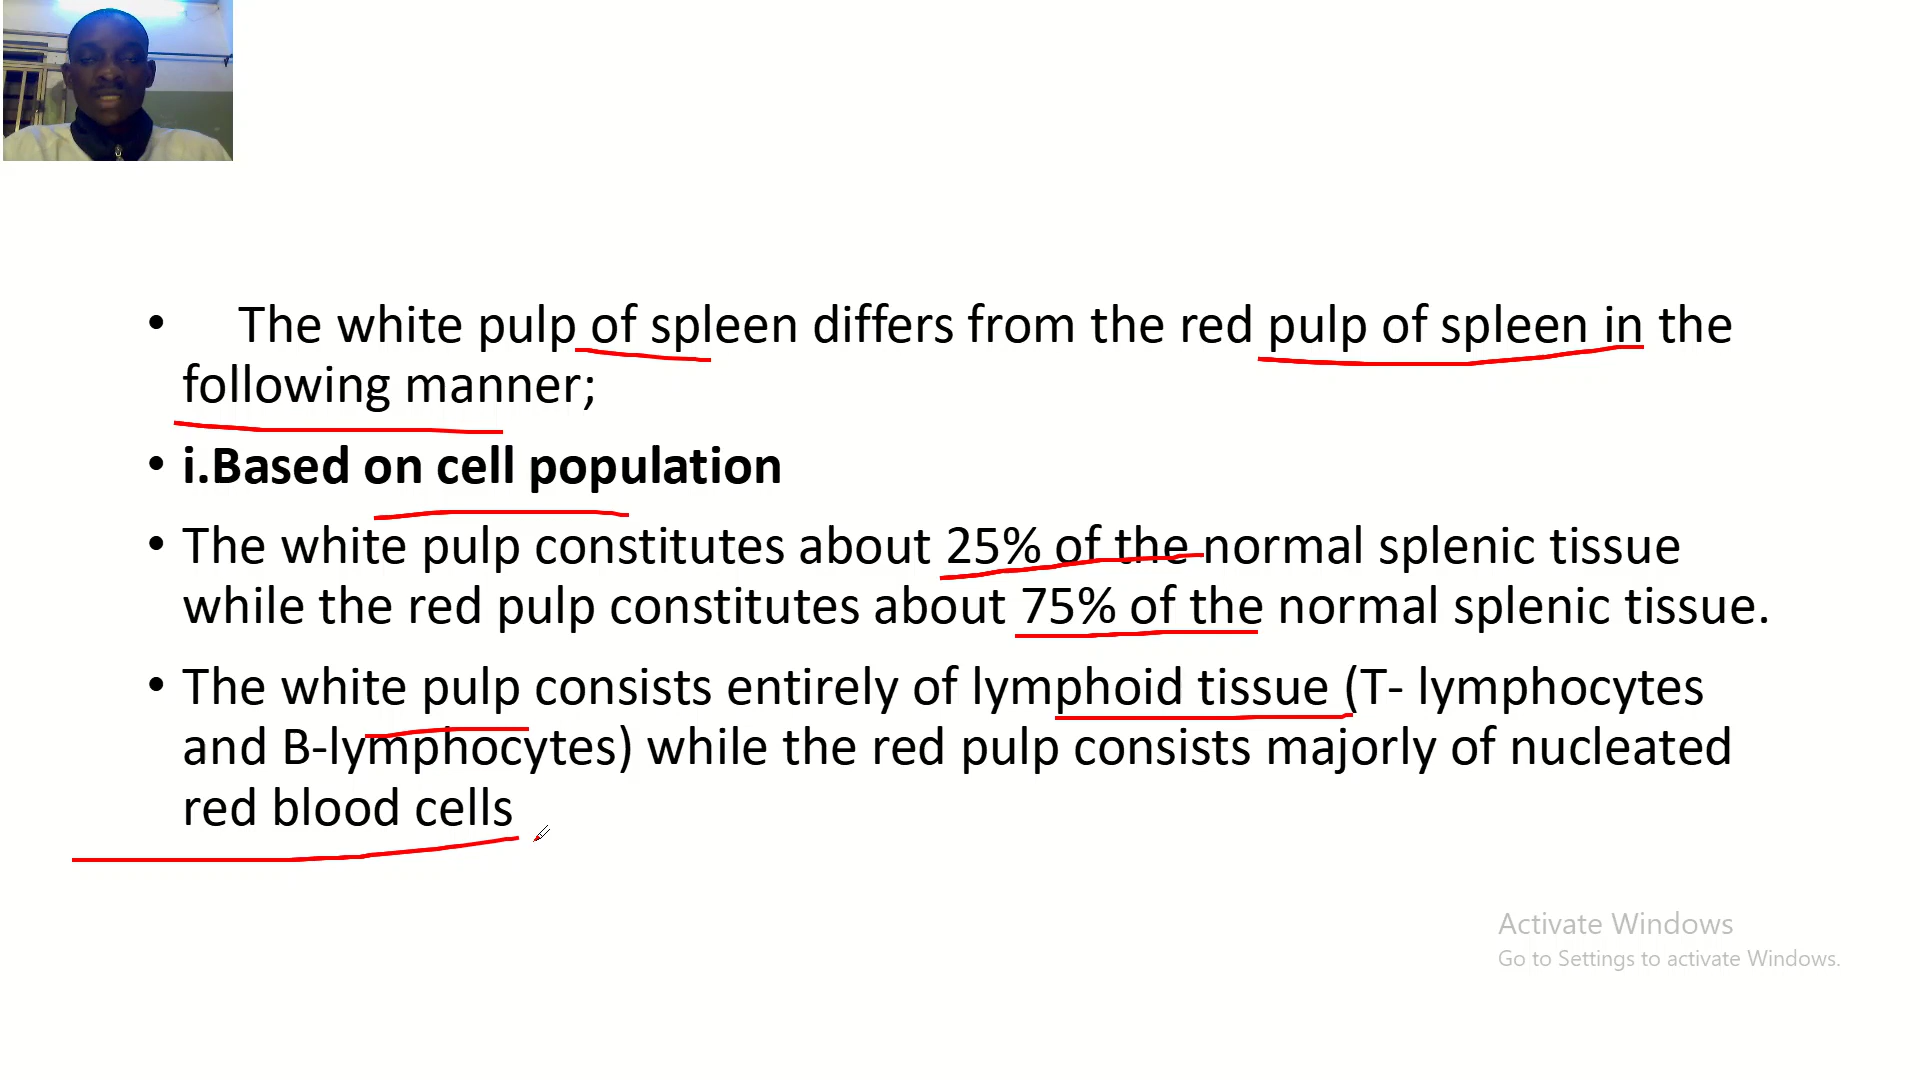 • The white pulp of spleen differs from the red pulp of spleen in the
following manner;
• i.Based on cell population
• The white pulp constitutes about 25% of the normal splenic tissue
while the red pulp constitutes about 75% of the normal splenic tissue.
• The white pulp consists entirely of lymphoid tissue (T- lymphocytes
and B-lymphocytes) while the red pulp consists majorly of nucleated
red blood cells
Activate Windows
Go to Settings to activate Windows.